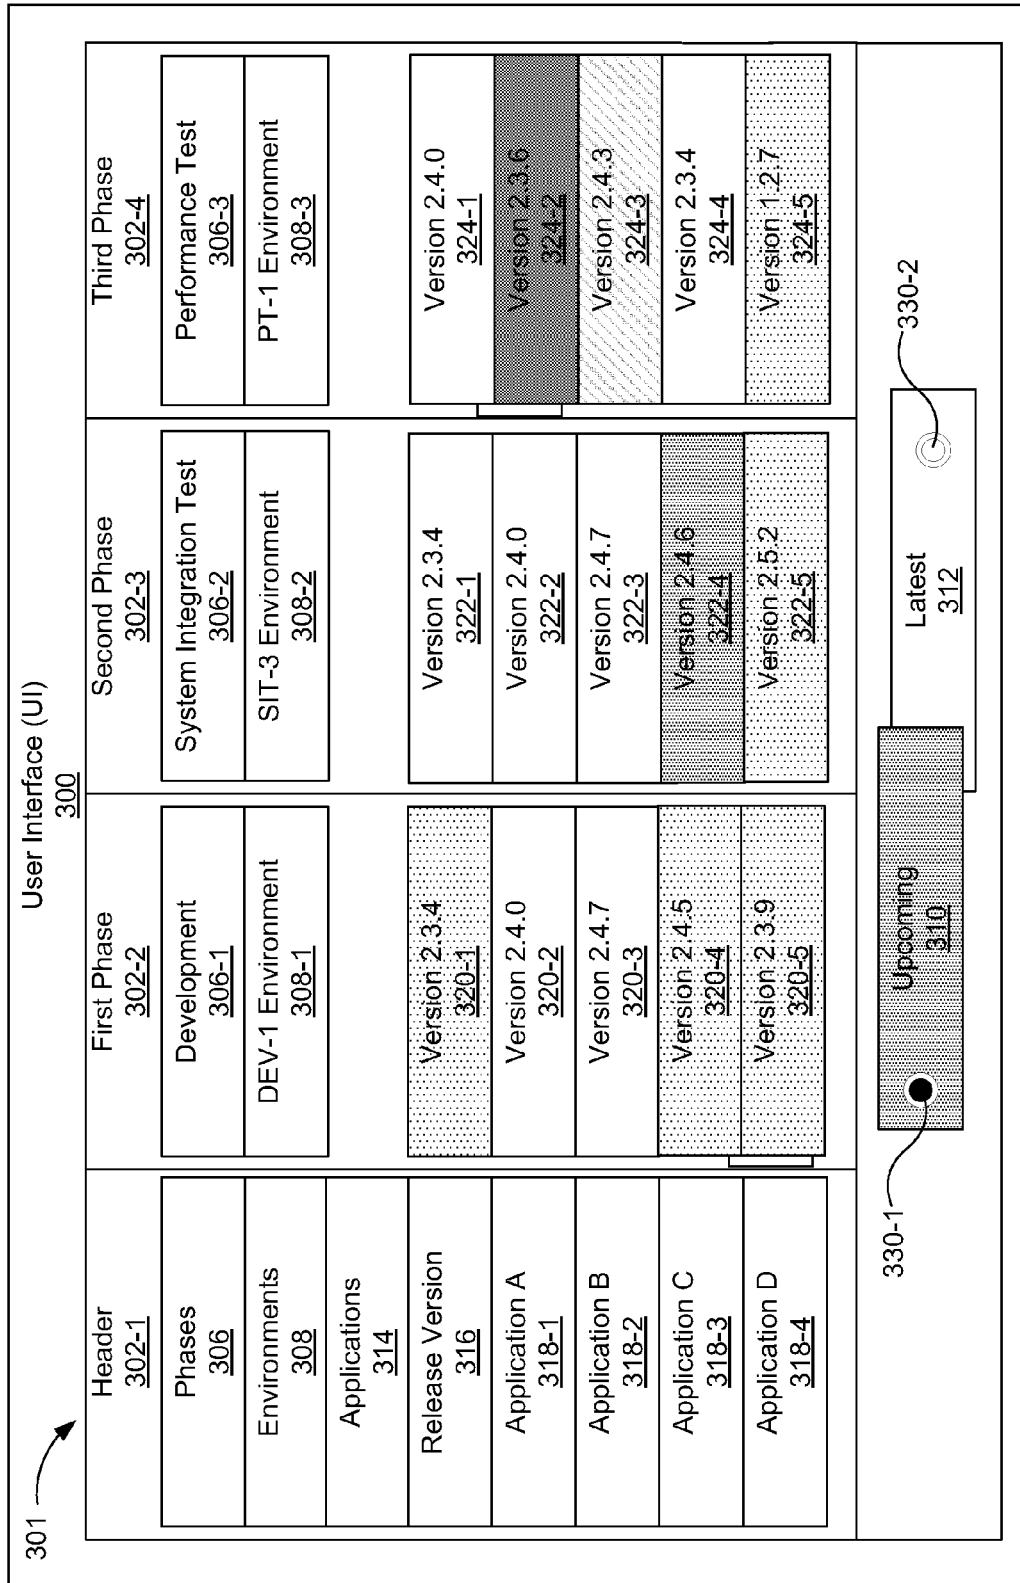 User Interface (UI)
300
301
Header
302-1
First Phase
302-2
Second Phase
302-3
Third Phase
302-4
Phases
306
Development
306-1
System Integration Test
306-2
Performance Test
306-3
Environments
308
DEV-1 Environment
308-1
SIT-3 Environment
308-2
PT-1 Environment
308-3
Applications
314
Release Version
316
Version 2.3.4
320-1
Version 2.3.4
322-1
Version 2.4.0
324-1
Application A
318-1
Version 2.4.0
320-2
Version 2.4.0
322-2
Version 2.3.6
324-2
Application B
318-2
Version 2.4.7
320-3
Version 2.4.7
322-3
Version 2.4.3
324-3
Application C
318-3
Version 2.4.5
320-4
Version 2.4.6
322-4
Version 2.3.4
324-4
Application D
318-4
Version 2.3.9
320-5
Version 2.5.2
322-5
Version 1.2.7
324-5
330-1
Upcoming
310
Latest
312
330-2